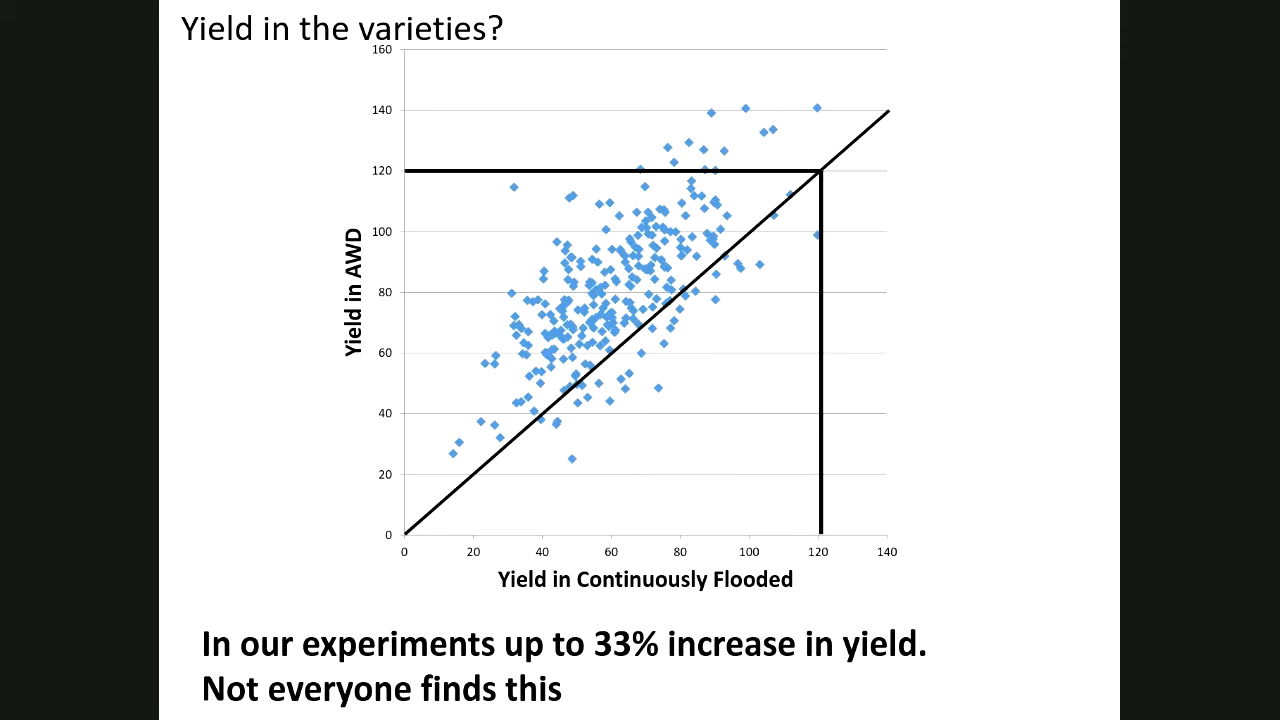 Yield in the varieties?
160
140
120
100
80
60
40
20
0
Yield in AWD
0 20 40 60 80 100 120 140
Yield in Continuously Flooded
In our experiments up to 33% increase in yield.
Not everyone finds this